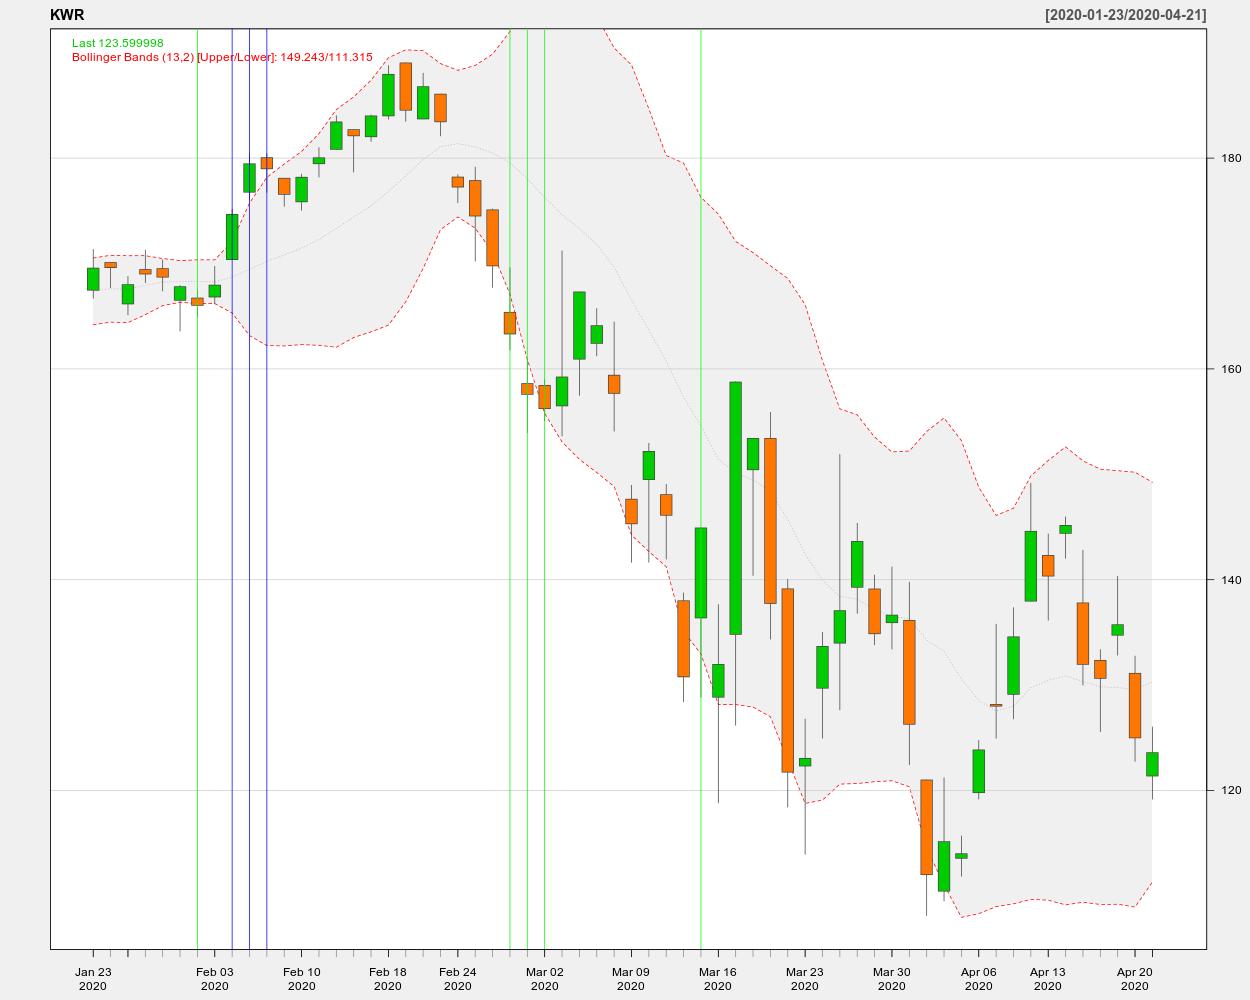 KWR
[2020-01-23/2020-04-21]
Last 123.599998
Bollinger Bands (13,2) [Upper/Lower]: 149.243/111.315
180
160
140
120
Jan 23 2020
Feb 03 2020
Feb 10 2020
Feb 18 2020
Feb 24 2020
Mar 02 2020
Mar 09 2020
Mar 16 2020
Mar 23 2020
Mar 30 2020
Apr 06 2020
Apr 13 2020
Apr 20 2020